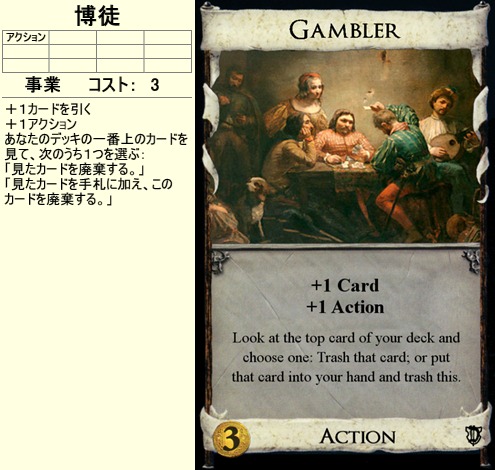 博徒
アクション
事業 コスト: 3
+1カードを引く
+1アクション
あなたのデッキの一番上のカードを
見て、次のうち1つを選ぶ:
「見たカードを廃棄する。」
「見たカードを手札に加え、この
カードを廃棄する。」
GAMBLER
+1 Card
+1 Action
Look at the top card of your deck and
choose one: Trash that card; or put
that card into your hand and trash this.
3 ACTION